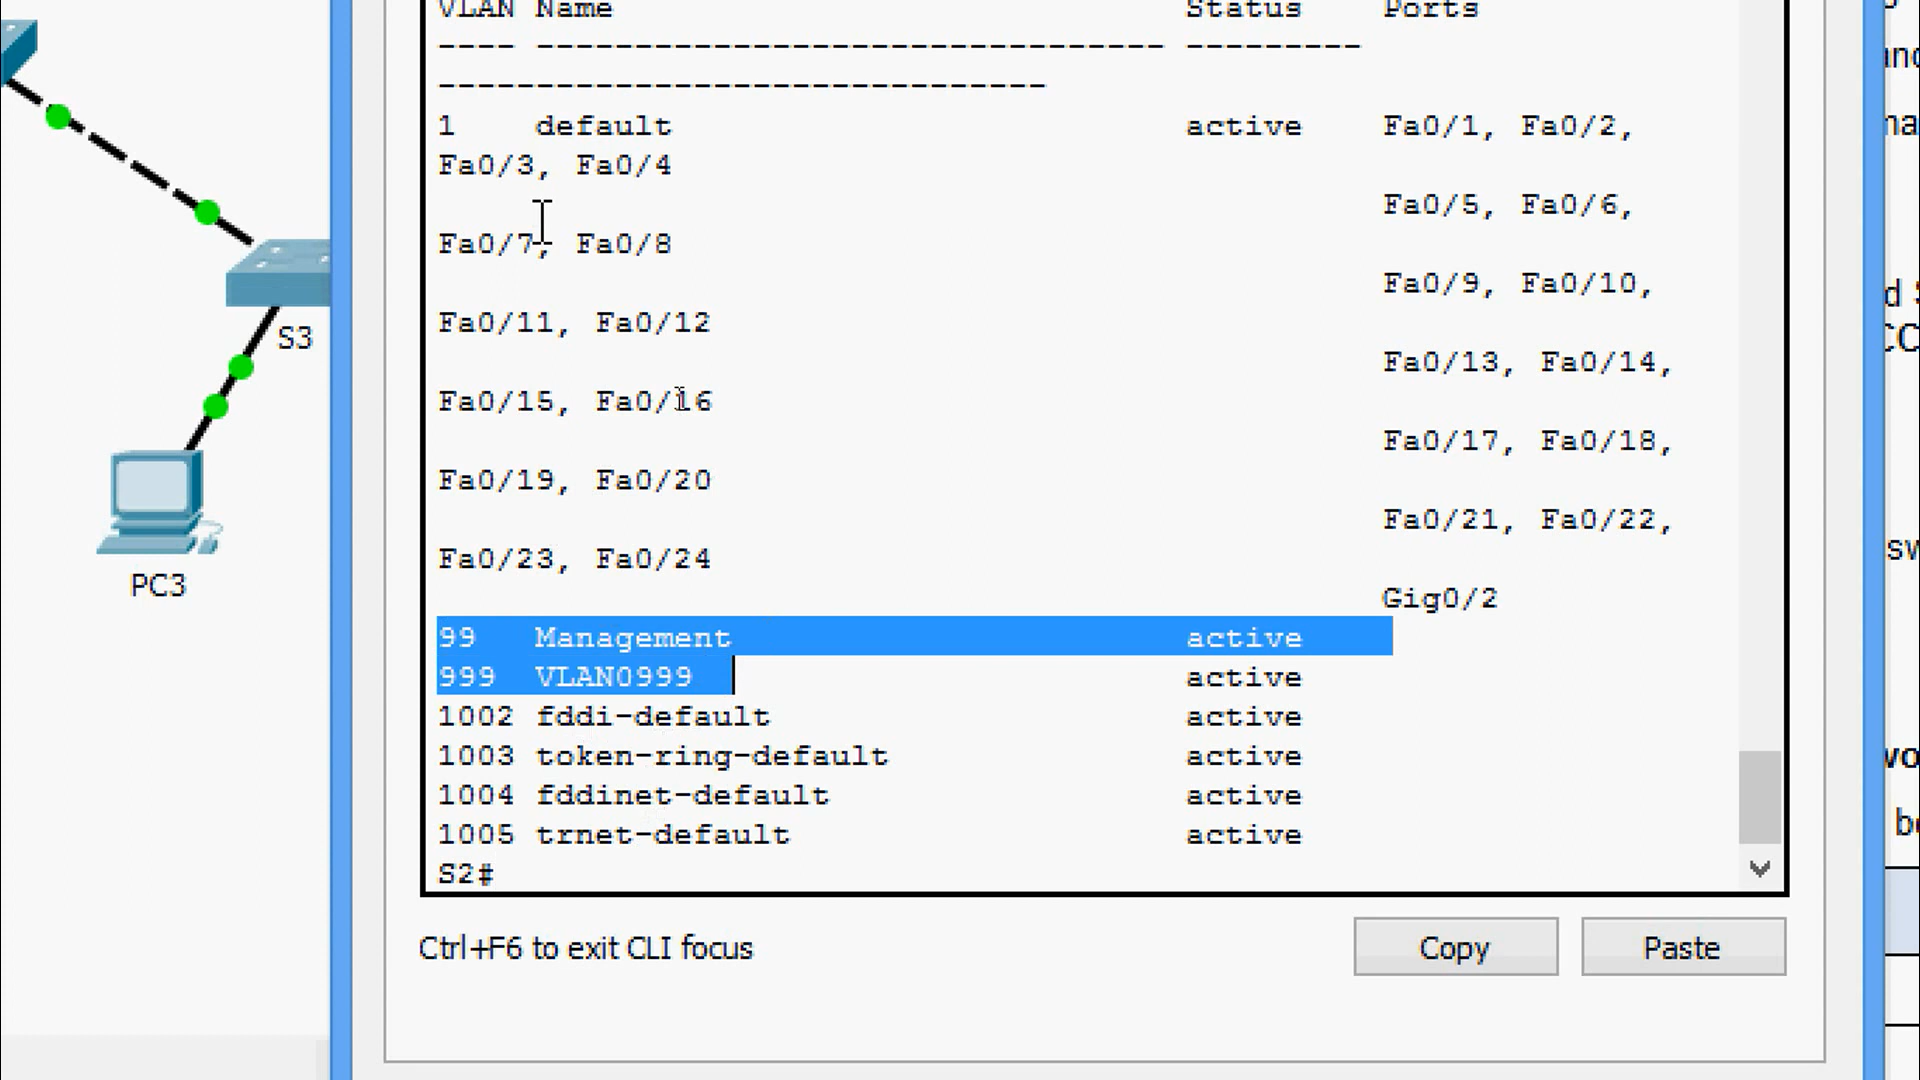 VLAN Name Status Ports
---- -------------------------------- ---------
-------------------------------
1 default active Fa0/1, Fa0/2,
Fa0/3, Fa0/4
Fa0/5, Fa0/6,
Fa0/7, Fa0/8
Fa0/9, Fa0/10,
Fa0/11, Fa0/12
Fa0/13, Fa0/14,
Fa0/15, Fa0/16
Fa0/17, Fa0/18,
Fa0/19, Fa0/20
Fa0/21, Fa0/22,
Fa0/23, Fa0/24
Gig0/2
99 Management active
999 VLAN0999 active
1002 fddi-default active
1003 token-ring-default active
1004 fddinet-default active
1005 trnet-default active
S2#
Ctrl+F6 to exit CLI focus
Copy
Paste
S3
PC3